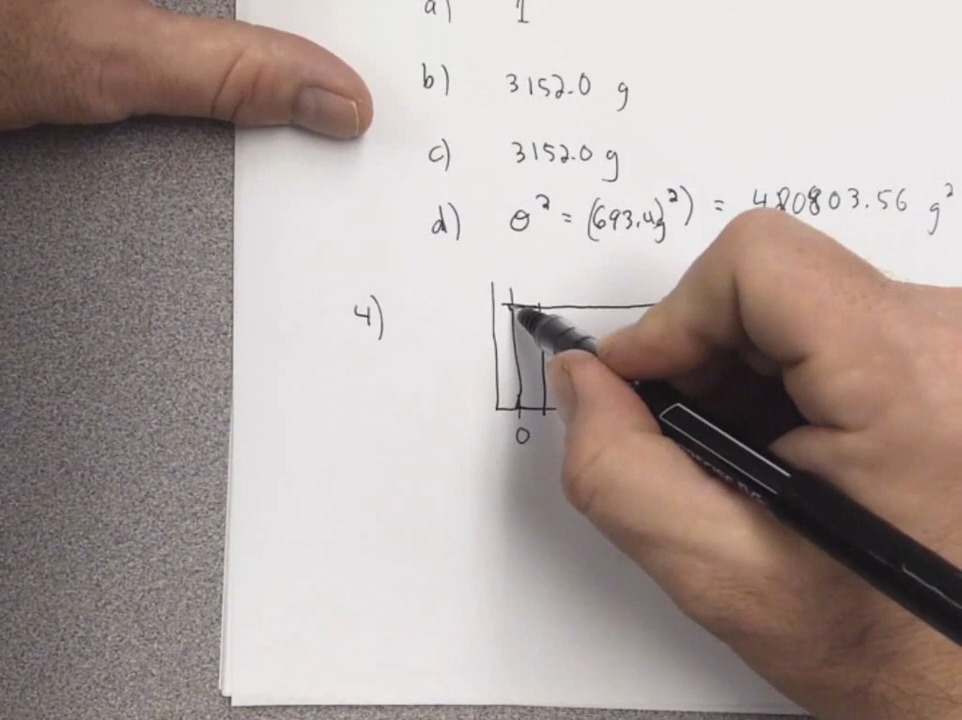 a) 1
b) 3152.0 g
c) 3152.0 g
d) σ² = (693.4g²) = 480803.56 g²
4)
0